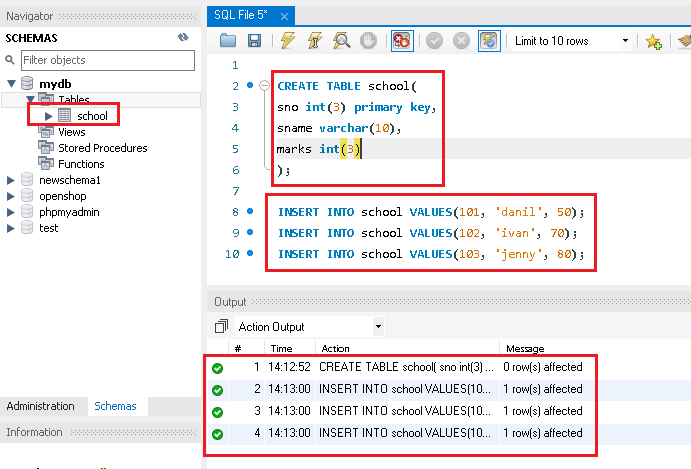 Navigator
SCHEMAS
Filter objects
mydb
Tables
school
Views
Stored Procedures
Functions
newschema1
openshop
phpmyadmin
test
Administration Schemas
Information
SQL File 5*
Limit to 10 rows
1
2 CREATE TABLE school(
3 sno int(3) primary key,
4 sname varchar(10),
5 marks int(3)
6 );
7
8 INSERT INTO school VALUES(101, 'danil', 50);
9 INSERT INTO school VALUES(102, 'ivan', 70);
10 INSERT INTO school VALUES(103, 'jenny', 80);
Output
Action Output
# Time Action Message
1 14:12:52 CREATE TABLE school( sno int(3) ... 0 row(s) affected
2 14:13:00 INSERT INTO school VALUES(10... 1 row(s) affected
3 14:13:00 INSERT INTO school VALUES(10... 1 row(s) affected
4 14:13:00 INSERT INTO school VALUES(10... 1 row(s) affected